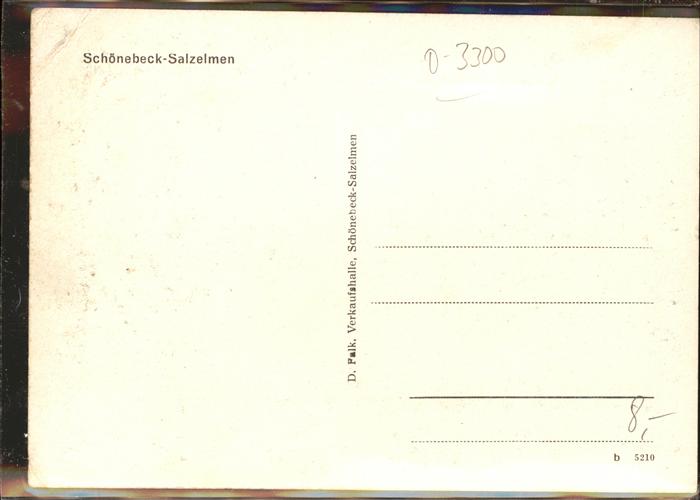 Schönebeck-Salzelmen
D-3300
D. Falk, Verkaufshalle, Schönebeck-Salzelmen
8,-
b 5210